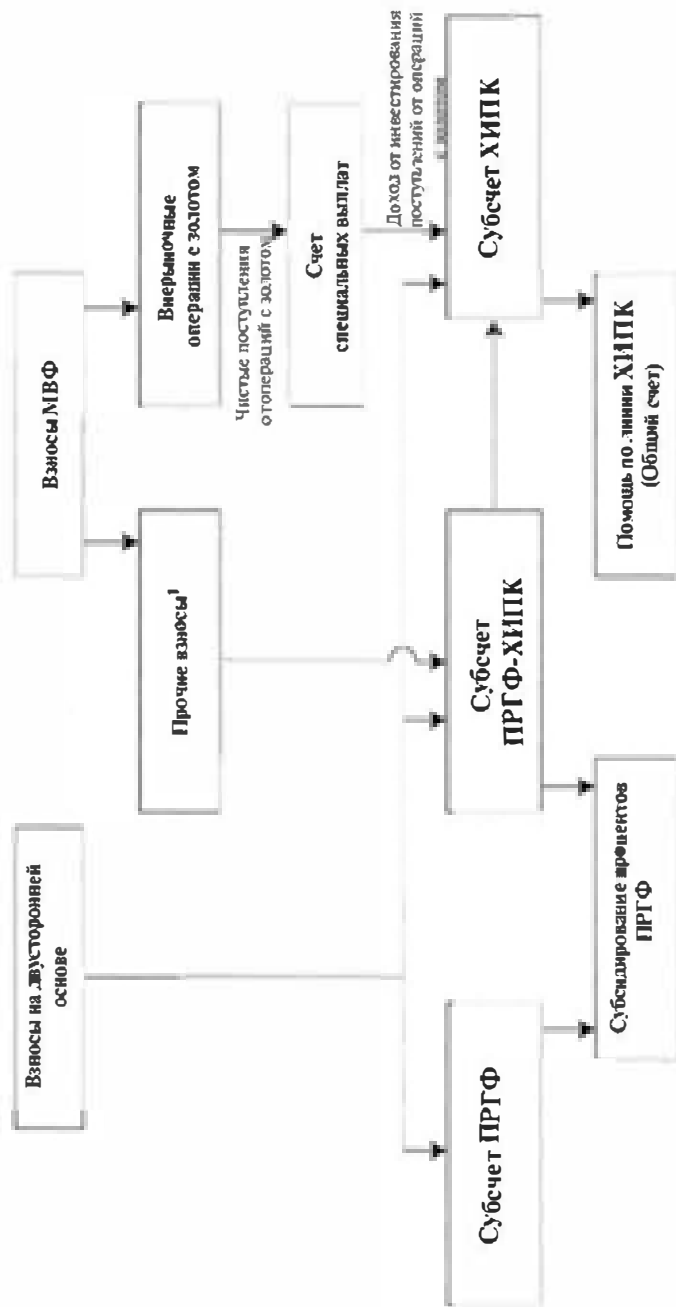 Взносы на двусторонней
основе
Взносы МВФ
Прочие взносы¹
Внерыночные
операции с золотом
Чистые поступления
от операций с золотом
Счет
специальных выплат
Доход от инвестирования
поступлений от операций
Субсчет ПРГФ
Субсчет
ПРГФ-ХИПК
Субсчет ХИПК
Субсидирование процентов
ПРГФ
Помощь по линии ХИПК
(Общий счет)